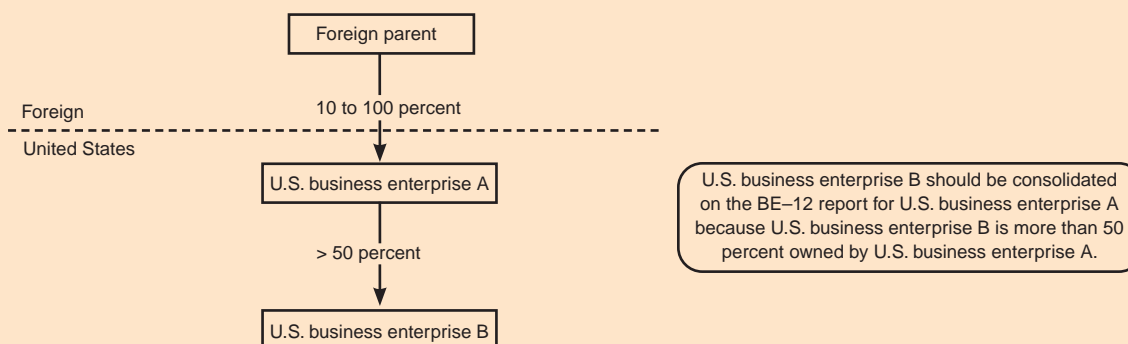 Foreign parent
Foreign
10 to 100 percent
United States
U.S. business enterprise A
U.S. business enterprise B should be consolidated
on the BE–12 report for U.S. business enterprise A
because U.S. business enterprise B is more than 50
percent owned by U.S. business enterprise A.
> 50 percent
U.S. business enterprise B